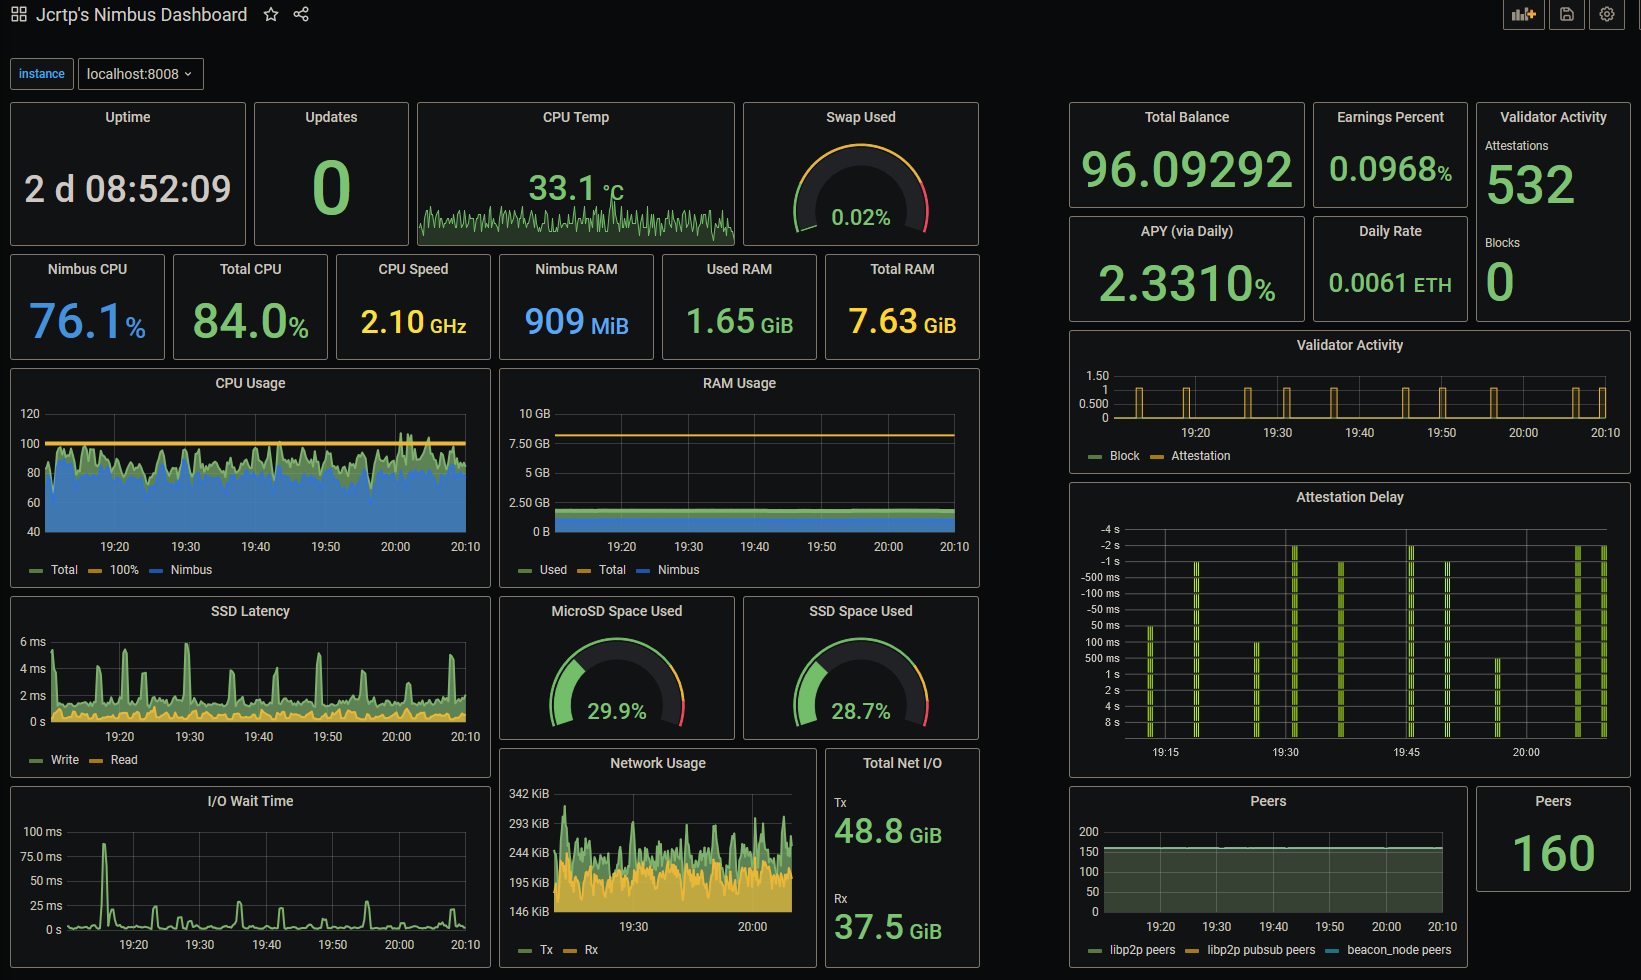 Jcrtp's Nimbus Dashboard
instance
localhost:8008
Uptime
2 d 08:52:09
Updates
0
CPU Temp
33.1 °C
Swap Used
0.02%
Nimbus CPU
76.1%
Total CPU
84.0%
CPU Speed
2.10 GHz
Nimbus RAM
909 MiB
Used RAM
1.65 GiB
Total RAM
7.63 GiB
CPU Usage
120
100
80
60
40
19:20 19:30 19:40 19:50 20:00 20:10
Total 100% Nimbus
RAM Usage
10 GB
7.50 GB
5 GB
2.50 GB
0 B
19:20 19:30 19:40 19:50 20:00 20:10
Used Total Nimbus
SSD Latency
6 ms
4 ms
2 ms
0 s
19:20 19:30 19:40 19:50 20:00 20:10
Write Read
MicroSD Space Used
29.9%
SSD Space Used
28.7%
I/O Wait Time
100 ms
75.0 ms
50 ms
25 ms
0 s
19:20 19:30 19:40 19:50 20:00 20:10
Network Usage
342 KiB
293 KiB
244 KiB
195 KiB
146 KiB
19:30 20:00
Tx Rx
Total Net I/O
Tx
48.8 GiB
Rx
37.5 GiB
Total Balance
96.09292
Earnings Percent
0.0968%
Validator Activity
Attestations
532
Blocks
0
APY (via Daily)
2.3310%
Daily Rate
0.0061 ETH
Validator Activity
1.50
1
0.500
0
19:20 19:30 19:40 19:50 20:00 20:10
Block Attestation
Attestation Delay
-4 s
-2 s
-1 s
-500 ms
-100 ms
-50 ms
50 ms
100 ms
500 ms
1 s
2 s
4 s
8 s
19:15 19:30 19:45 20:00
Peers
200
150
100
50
0
19:20 19:30 19:40 19:50 20:00 20:10
libp2p peers libp2p pubsub peers beacon_node peers
Peers
160